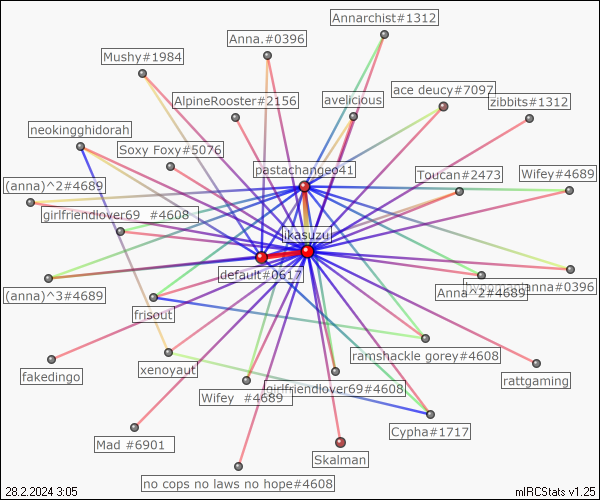 Annarchist#1312
Anna.#0396
Mushy#1984
ace deucy#7097
AlpineRooster#2156
avelicious
zibbits#1312
neokingghidorah
Soxy Foxy#5076
pastachangeo41
Toucan#2473
Wifey#4689
(anna)^2#4689
girlfriendlover69 #4608
ikasuzu
default#0617
anna#0396
Anna^2#4689
(anna)^3#4689
frisout
ramshackle gorey#4608
xenoyaut
fakedingo
rattgaming
girlfriendlover69#4608
Wifey #4689
Cypha#1717
Mad #6901
Skalman
no cops no laws no hope#4608
28.2.2024 3:05
mIRCStats v1.25